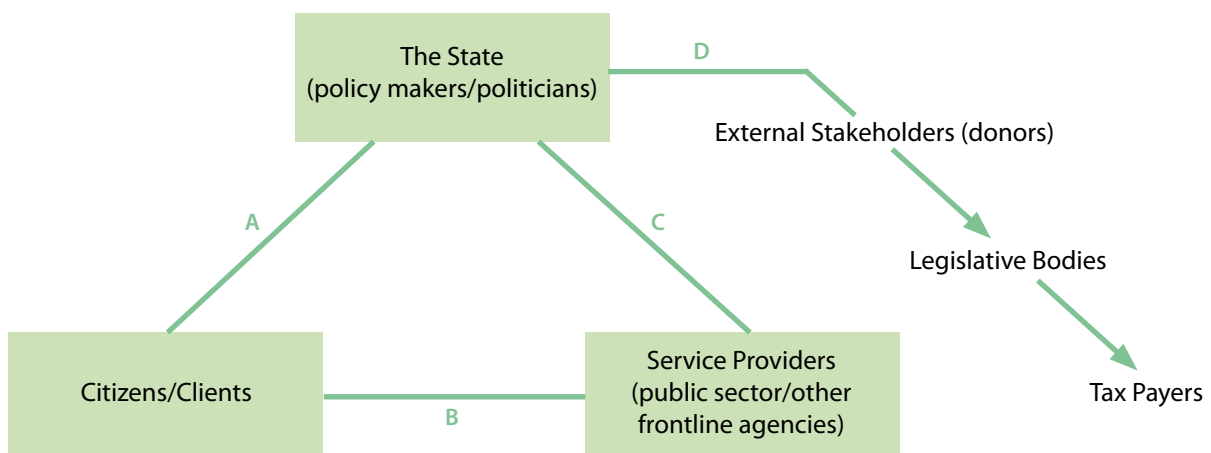 The State
(policy makers/politicians)
D
External Stakeholders (donors)
A
C
Legislative Bodies
Citizens/Clients
B
Service Providers
(public sector/other
frontline agencies)
Tax Payers